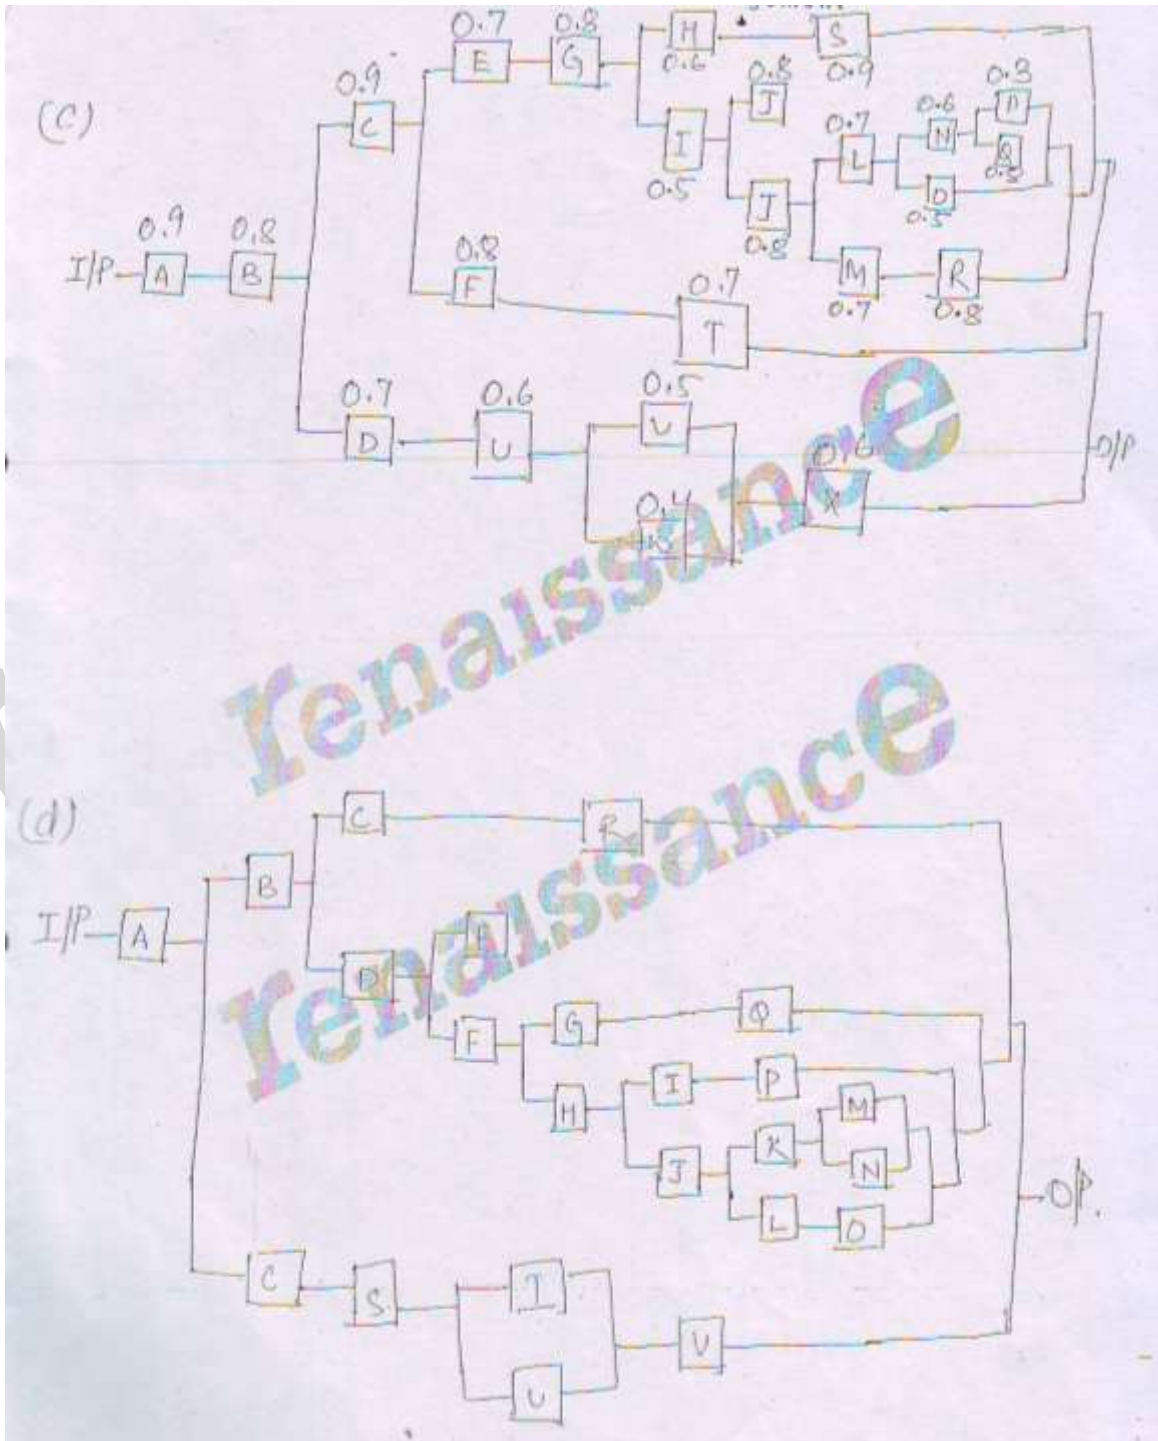 (C)
0.7 0.8
E G H S
0.6 0.9
0.9
C
0.8
J
0.3
0.6
N
0.7
L
I
0.5
0.5
D
J
0.8
0.9 0.8
I/P A B
0.8
F
M R
0.7 0.8
0.7
T
0.7 0.6 0.5
D U V
O/P
0.6
X
0.4
renaissance
(d)
C R
B
I/P A
D
F G Q
I P
H M
K
J N
L O
O/P.
C S T
V
U
renaissance